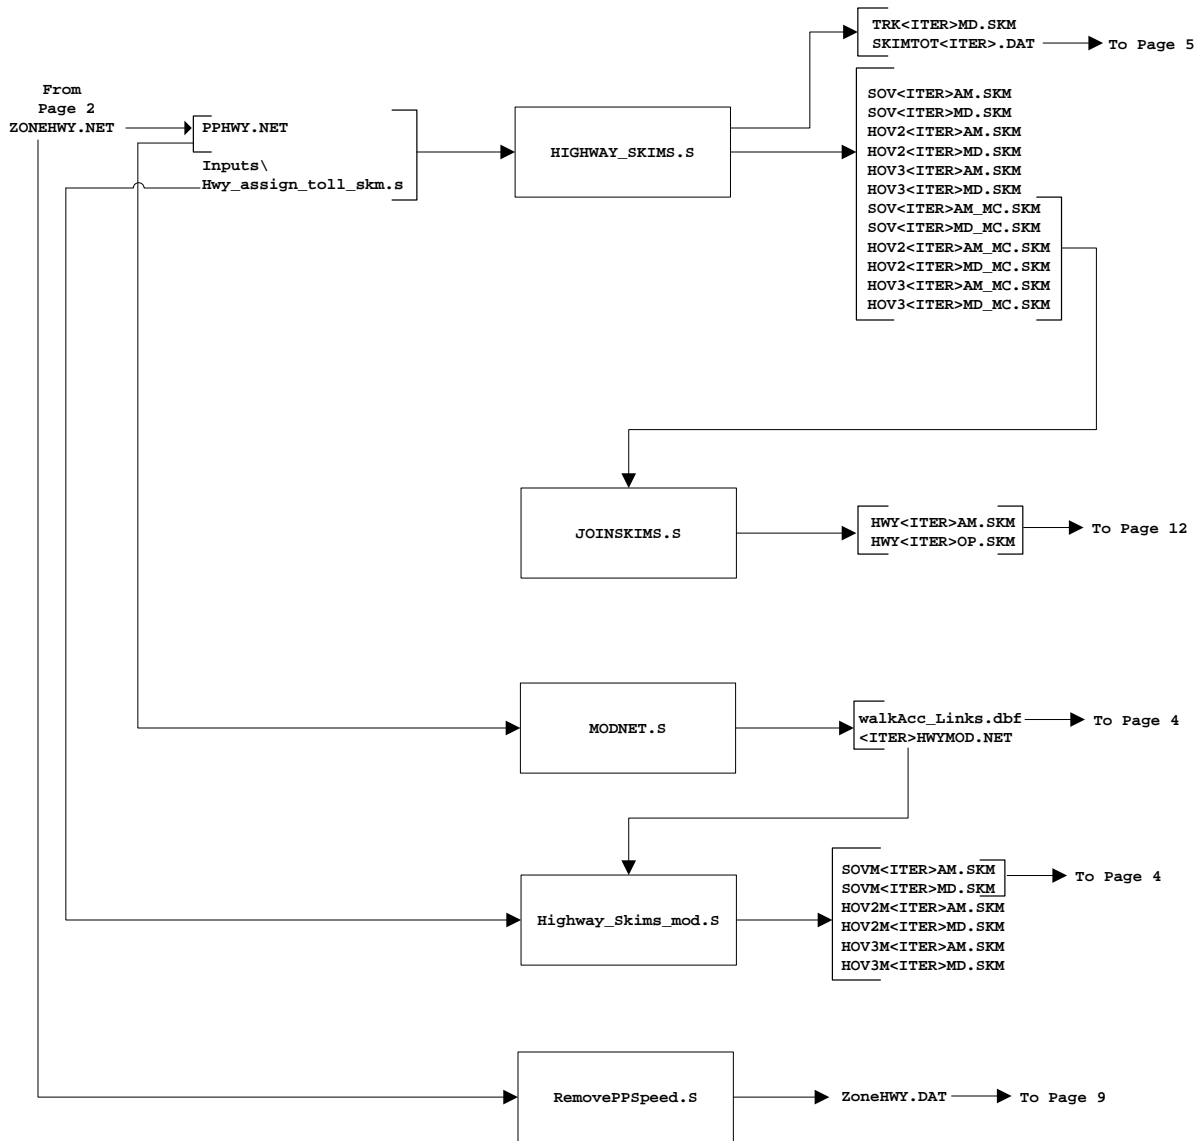 TRK<ITER>MD.SKM
SKIMTOT<ITER>.DAT
To Page 5
From
Page 2
ZONEHWY.NET
PPHWY.NET
Inputs\
Hwy_assign_toll_skm.s
HIGHWAY_SKIMS.S
SOV<ITER>AM.SKM
SOV<ITER>MD.SKM
HOV2<ITER>AM.SKM
HOV2<ITER>MD.SKM
HOV3<ITER>AM.SKM
HOV3<ITER>MD.SKM
SOV<ITER>AM_MC.SKM
SOV<ITER>MD_MC.SKM
HOV2<ITER>AM_MC.SKM
HOV2<ITER>MD_MC.SKM
HOV3<ITER>AM_MC.SKM
HOV3<ITER>MD_MC.SKM
JOINSKIMS.S
HWY<ITER>AM.SKM
HWY<ITER>OP.SKM
To Page 12
MODNET.S
walkAcc_Links.dbf
<ITER>HWYMOD.NET
To Page 4
Highway_Skims_mod.S
SOVM<ITER>AM.SKM
SOVM<ITER>MD.SKM
HOV2M<ITER>AM.SKM
HOV2M<ITER>MD.SKM
HOV3M<ITER>AM.SKM
HOV3M<ITER>MD.SKM
To Page 4
RemovePPSpeed.S
ZoneHWY.DAT
To Page 9